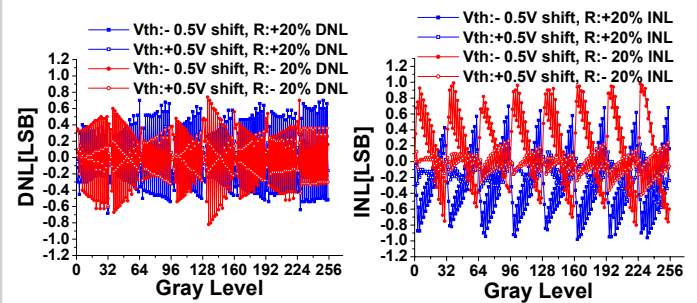 Vth:- 0.5V shift, R:+20% DNL
Vth:+0.5V shift, R:+20% DNL
Vth:- 0.5V shift, R:- 20% DNL
Vth:+0.5V shift, R:- 20% DNL
1.2
1.0
0.8
0.6
0.4
0.2
0.0
-0.2
-0.4
-0.6
-0.8
-1.0
-1.2
DNL[LSB]
0 32 64 96 128 160 192 224 256
Gray Level
Vth:- 0.5V shift, R:+20% INL
Vth:+0.5V shift, R:+20% INL
Vth:- 0.5V shift, R:- 20% INL
Vth:+0.5V shift, R:- 20% INL
1.2
1.0
0.8
0.6
0.4
0.2
0.0
-0.2
-0.4
-0.6
-0.8
-1.0
-1.2
INL[LSB]
0 32 64 96 128 160 192 224 256
Gray Level